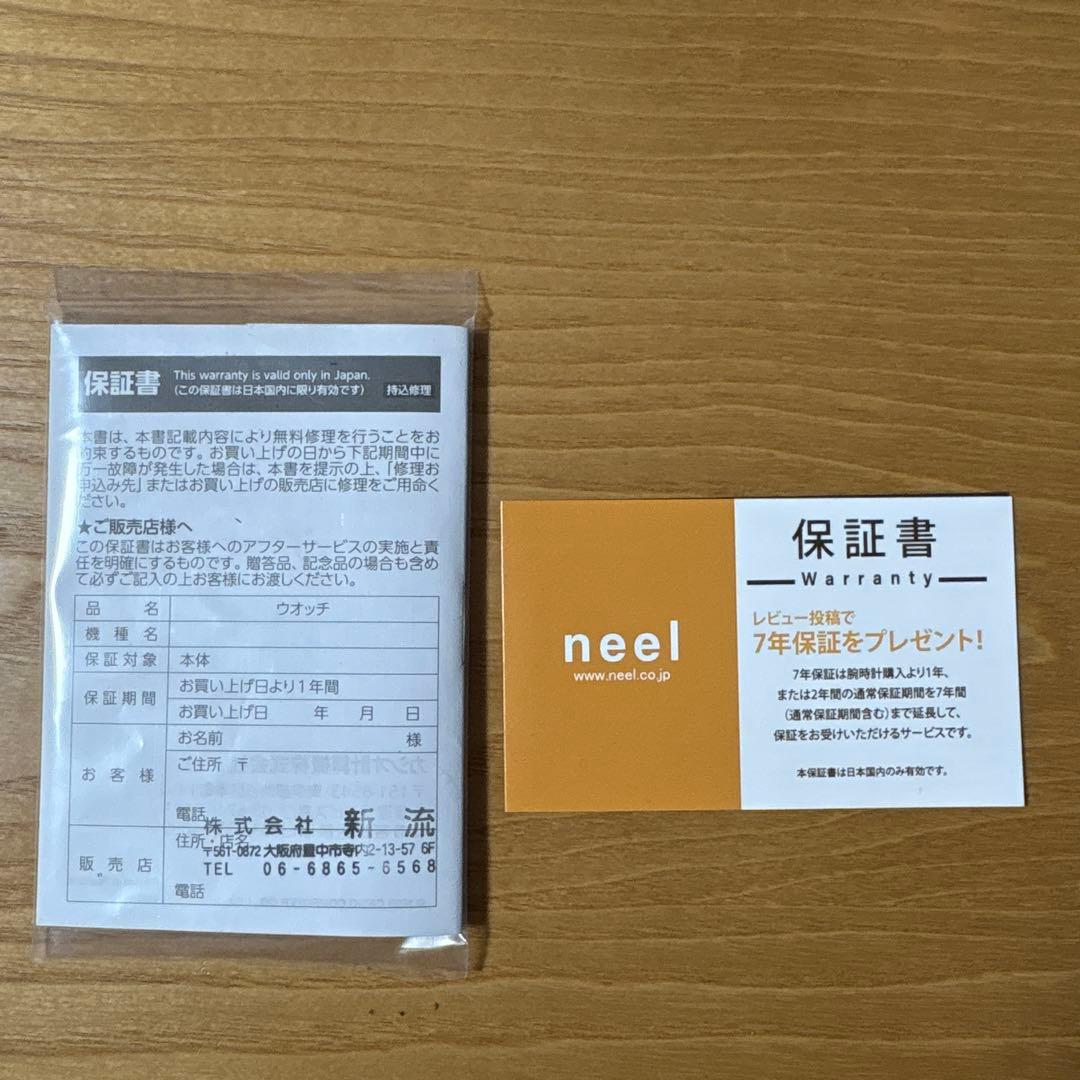 保証書
This warranty is valid only in Japan.
(この保証書は日本国内に限り有効です)
持込修理
本書は、本書記載内容により無料修理を行うことをお
約束するものです。お買い上げの日から下記期間中に
万一故障が発生した場合は、本書を提示の上、「修理お
申込み先」またはお買い上げの販売店に修理をご用命く
ださい。
★ご販売店様へ
この保証書はお客様へのアフターサービスの実施と責
任を明確にするものです。贈答品、記念品の場合も含め
て必ずご記入の上お客様にお渡しください。
品名 ウオッチ
機種名
保証対象 本体
保証期間 お買い上げ日より1年間
お買い上げ日 年 月 日
お客様 お名前 様
ご住所 〒
電話
販売店 住所・店名
電話
株式会社 新流
〒561-0872 大阪府豊中市寺内2-13-57 6F
TEL 06-6865-6568
neel
www.neel.co.jp
保証書
Warranty
レビュー投稿で
7年保証をプレゼント!
7年保証は腕時計購入より1年、
または2年間の通常保証期間を7年間
(通常保証期間含む)まで延長して、
保証をお受けいただけるサービスです。
本保証書は日本国内のみ有効です。